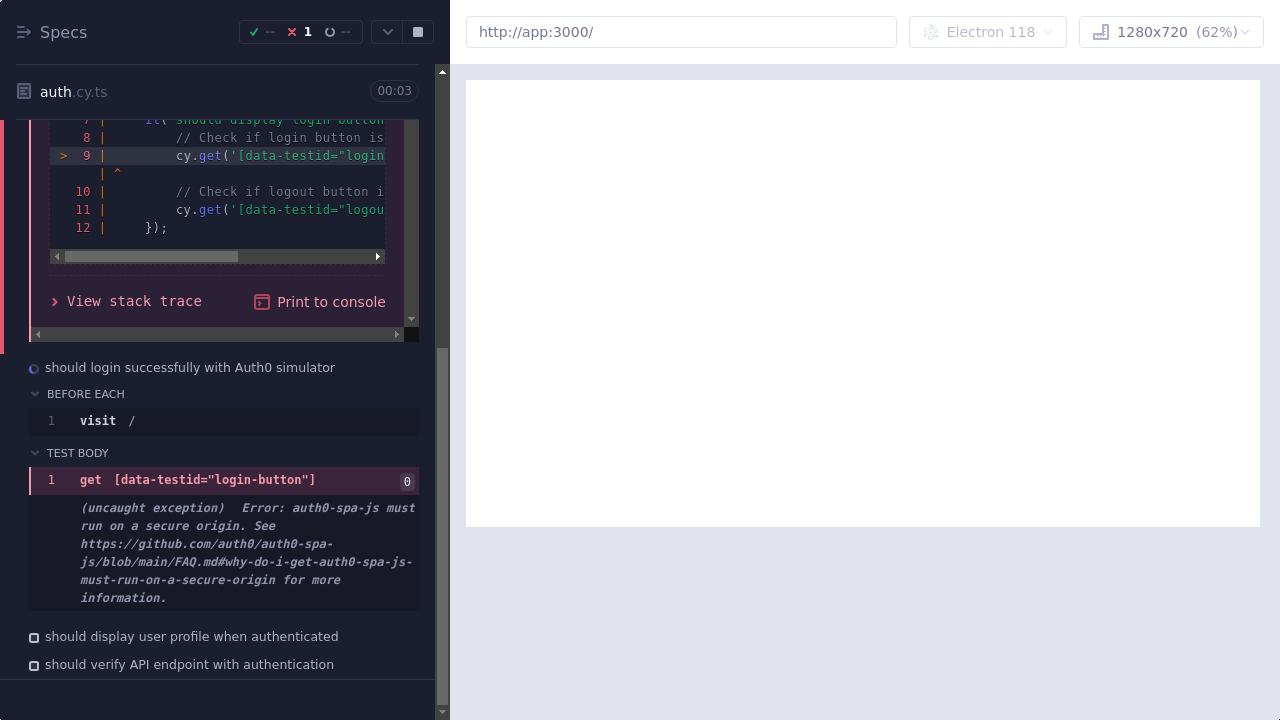 Specs
-- 1 --
auth.cy.ts
00:03
7 | it('should display login button
8 | // Check if login button is
> 9 | cy.get('[data-testid="login
| ^
10 | // Check if logout button i
11 | cy.get('[data-testid="logou
12 | });
View stack trace
Print to console
should login successfully with Auth0 simulator
BEFORE EACH
1 visit /
TEST BODY
1 get [data-testid="login-button"] 0
(uncaught exception) Error: auth0-spa-js must
run on a secure origin. See
https://github.com/auth0/auth0-spa-
js/blob/main/FAQ.md#why-do-i-get-auth0-spa-js-
must-run-on-a-secure-origin for more
information.
should display user profile when authenticated
should verify API endpoint with authentication
http://app:3000/
Electron 118
1280x720 (62%)